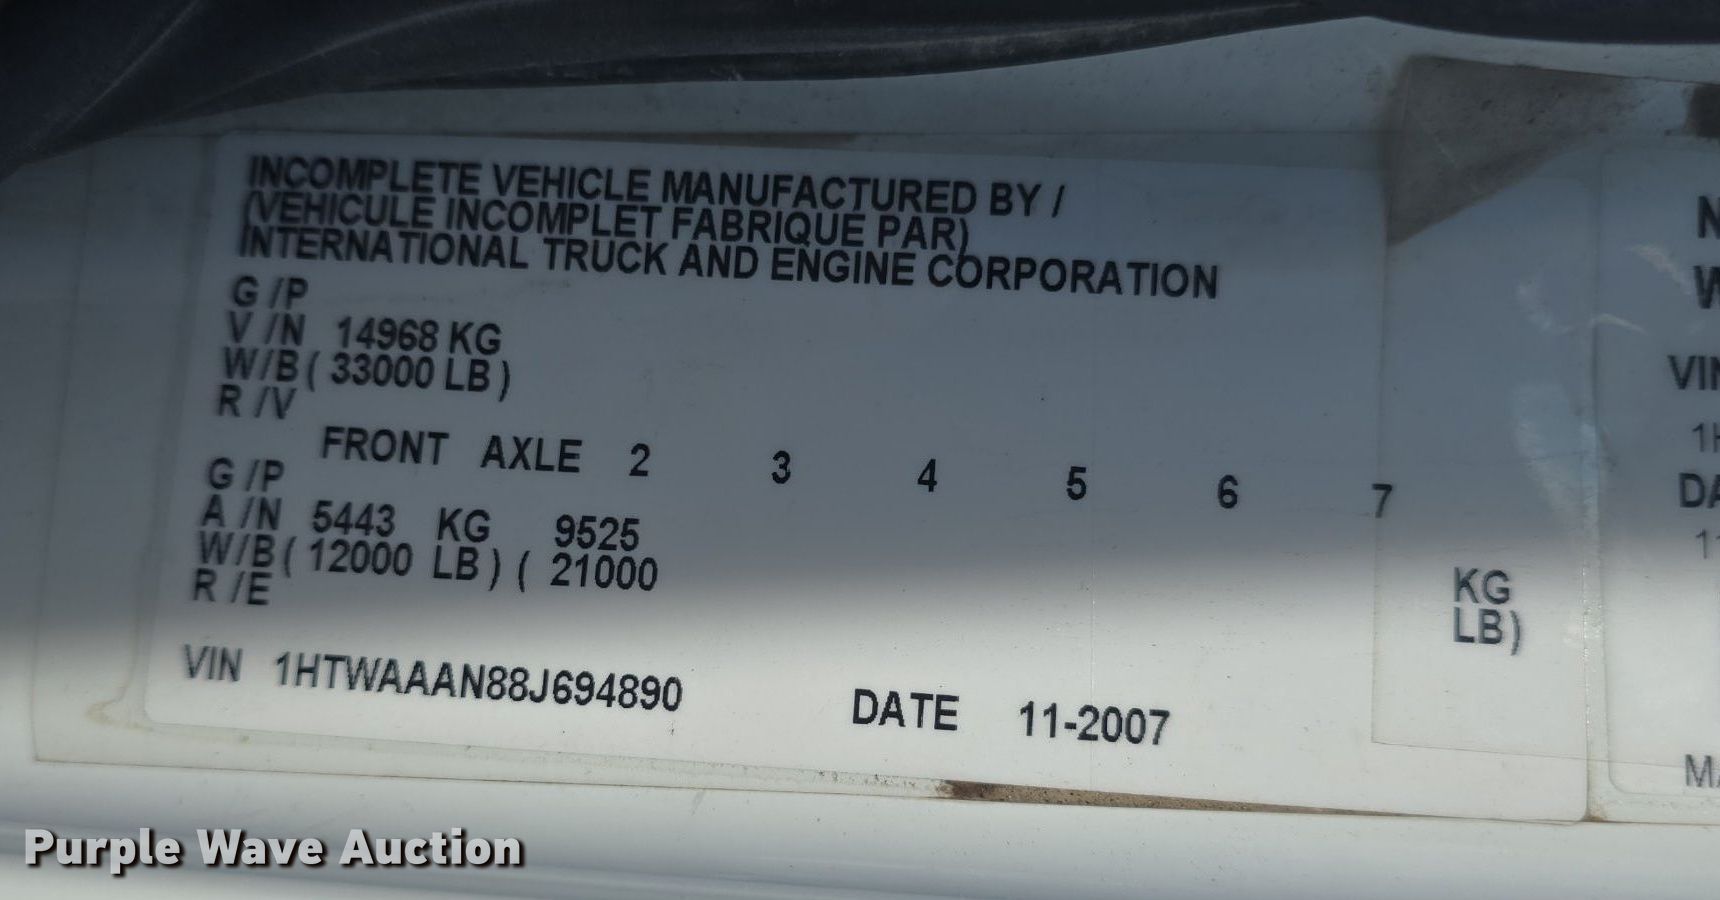 INCOMPLETE VEHICLE MANUFACTURED BY /
(VEHICULE INCOMPLET FABRIQUE PAR)
INTERNATIONAL TRUCK AND ENGINE CORPORATION
G /P
V /N 14968 KG
W/B ( 33000 LB )
R /V
FRONT AXLE 2 3 4 5 6 7
G /P
A /N 5443 KG 9525 KG
W/B ( 12000 LB ) ( 21000 LB)
R /E
VIN 1HTWAAAN88J694890 DATE 11-2007
VIN
Purple Wave Auction